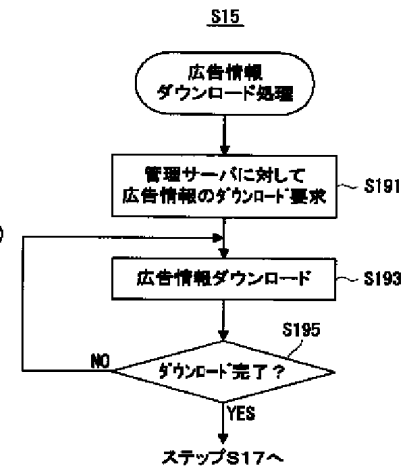 S15
広告情報
ダウンロード処理
管理サーバに対して
広告情報のダウンロード要求
S191
広告情報ダウンロード
S193
S195
NO
ダウンロード完了？
YES
ステップS17へ